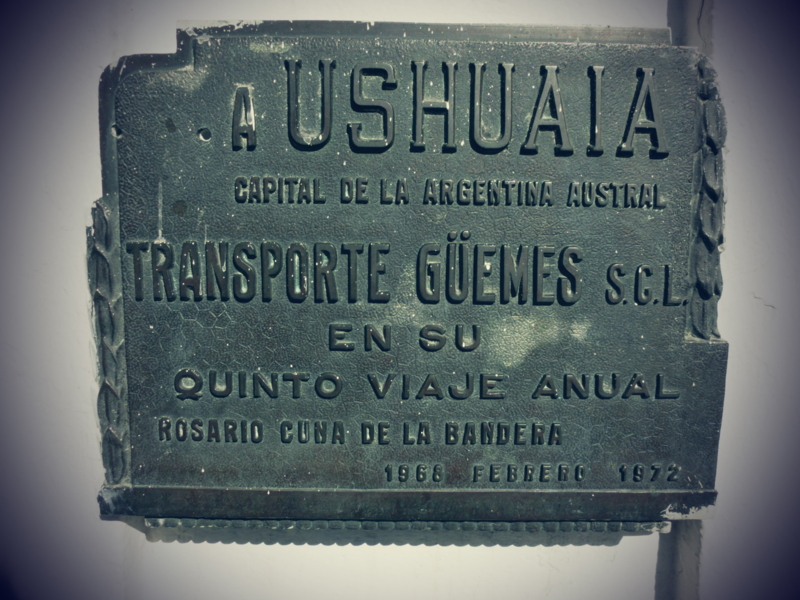 A USHUAIA
CAPITAL DE LA ARGENTINA AUSTRAL
TRANSPORTE GÜEMES S.C.L.
EN SU
QUINTO VIAJE ANUAL
ROSARIO CUNA DE LA BANDERA
1968 FEBRERO 1972